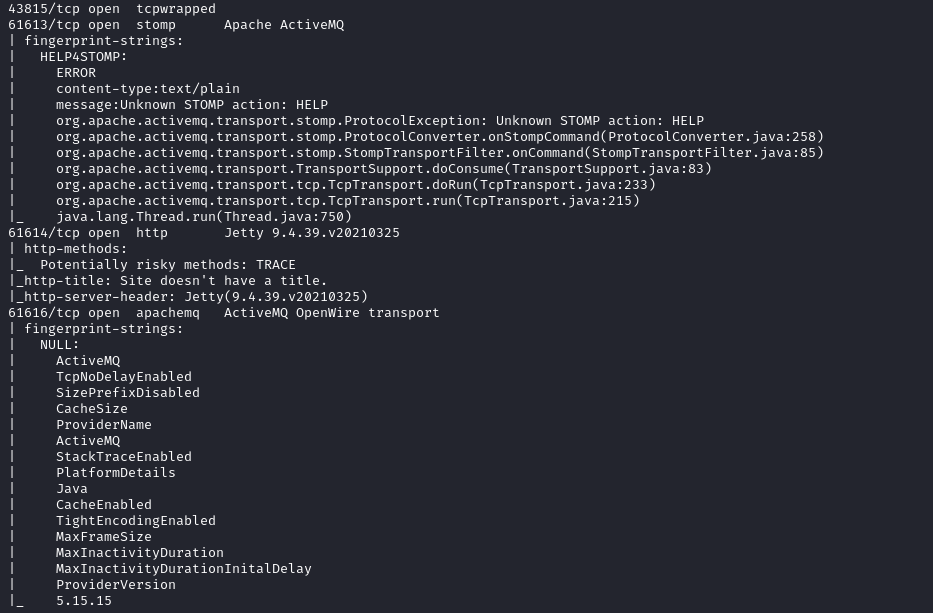 43815/tcp open  tcpwrapped
61613/tcp open  stomp       Apache ActiveMQ
| fingerprint-strings:
|   HELP4STOMP:
|     ERROR
|     content-type:text/plain
|     message:Unknown STOMP action: HELP
|     org.apache.activemq.transport.stomp.ProtocolException: Unknown STOMP action: HELP
|     org.apache.activemq.transport.stomp.ProtocolConverter.onStompCommand(ProtocolConverter.java:258)
|     org.apache.activemq.transport.stomp.StompTransportFilter.onCommand(StompTransportFilter.java:85)
|     org.apache.activemq.transport.TransportSupport.doConsume(TransportSupport.java:83)
|     org.apache.activemq.transport.tcp.TcpTransport.doRun(TcpTransport.java:233)
|     org.apache.activemq.transport.tcp.TcpTransport.run(TcpTransport.java:215)
|_    java.lang.Thread.run(Thread.java:750)
61614/tcp open  http        Jetty 9.4.39.v20210325
| http-methods:
|_  Potentially risky methods: TRACE
|_http-title: Site doesn't have a title.
|_http-server-header: Jetty(9.4.39.v20210325)
61616/tcp open  apachemq    ActiveMQ OpenWire transport
| fingerprint-strings:
|   NULL:
|     ActiveMQ
|     TcpNoDelayEnabled
|     SizePrefixDisabled
|     CacheSize
|     ProviderName
|     ActiveMQ
|     StackTraceEnabled
|     PlatformDetails
|     Java
|     CacheEnabled
|     TightEncodingEnabled
|     MaxFrameSize
|     MaxInactivityDuration
|     MaxInactivityDurationInitalDelay
|     ProviderVersion
|_    5.15.15